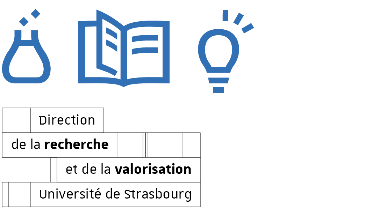 Direction
de la recherche
et de la valorisation
Université de Strasbourg